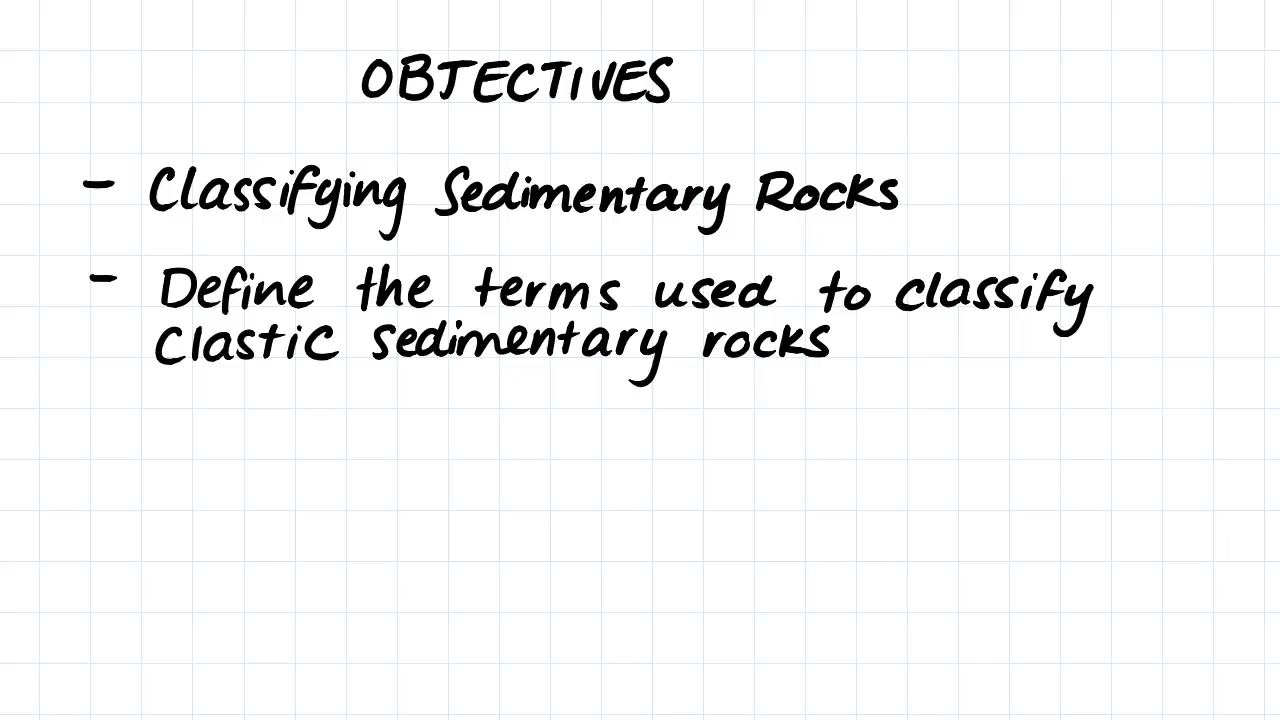 OBJECTIVES
- Classifying Sedimentary Rocks
- Define the terms used to classify
clastic sedimentary rocks